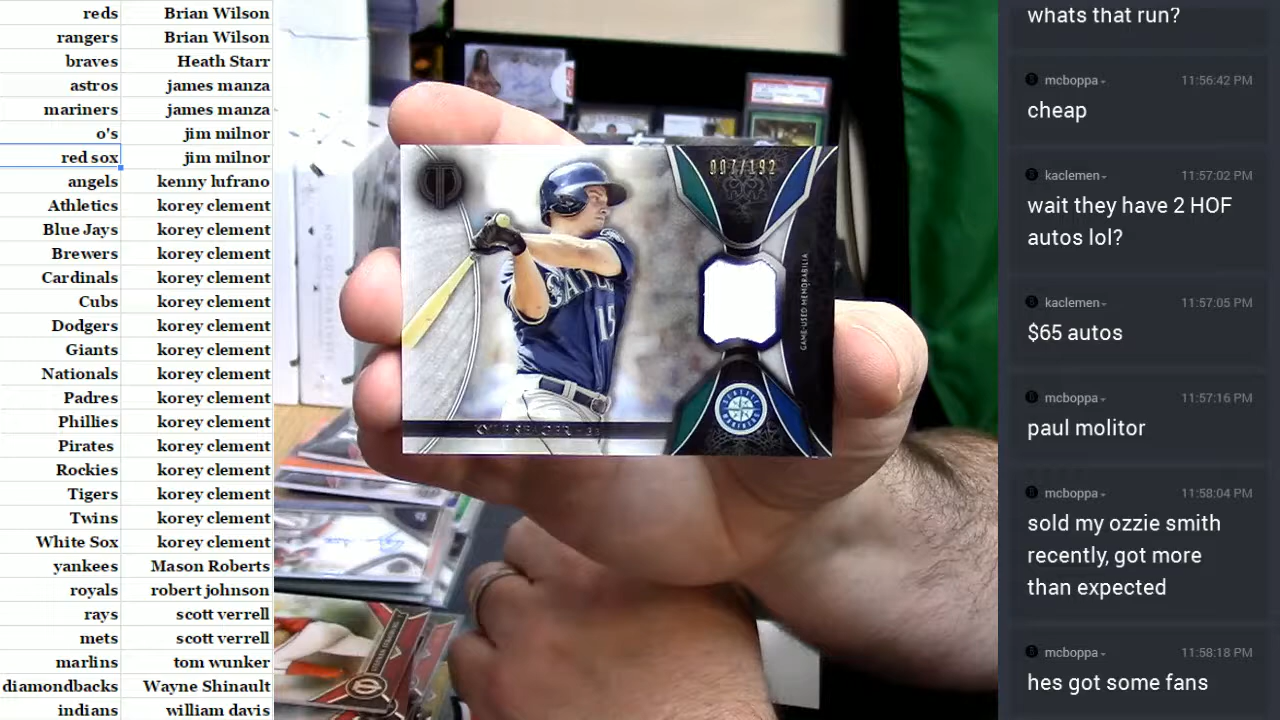 reds Brian Wilson
rangers Brian Wilson
braves Heath Starr
astros james manza
mariners james manza
o's jim milnor
red sox jim milnor
angels kenny lufrano
Athletics korey clement
Blue Jays korey clement
Brewers korey clement
Cardinals korey clement
Cubs korey clement
Dodgers korey clement
Giants korey clement
Nationals korey clement
Padres korey clement
Phillies korey clement
Pirates korey clement
Rockies korey clement
Tigers korey clement
Twins korey clement
White Sox korey clement
yankees Mason Roberts
royals robert johnson
rays scott verrell
mets scott verrell
marlins tom wunker
diamondbacks Wayne Shinault
indians william davis
007/192
GAME-USED MEMORABILIA
15
KYLE SEAGER
whats that run?
mcboppa 11:56:42 PM
cheap
kaclemen 11:57:02 PM
wait they have 2 HOF
autos lol?
kaclemen 11:57:05 PM
$65 autos
mcboppa 11:57:16 PM
paul molitor
mcboppa 11:58:04 PM
sold my ozzie smith
recently, got more
than expected
mcboppa 11:58:18 PM
hes got some fans